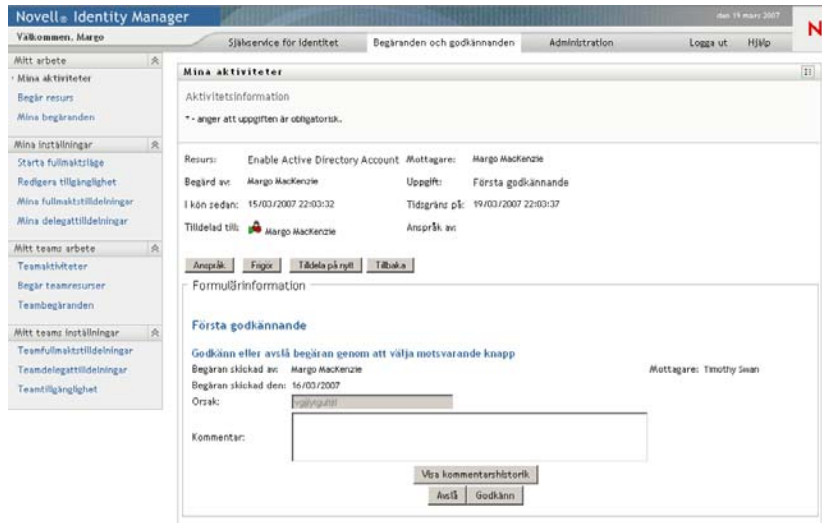 Novell® Identity Manager
den 19 mars 2007
Välkommen, Margo
Självservice för identitet
Begäranden och godkännanden
Administration
Logga ut
Hjälp
N
Mitt arbete
Mina aktiviteter
Begär resurs
Mina begäranden
Mina inställningar
Starta fullmaktsläge
Redigera tillgänglighet
Mina fullmaktstilldelningar
Mina delegattilldelningar
Mitt teams arbete
Teamaktiviteter
Begär teamresurser
Teambegäranden
Mitt teams inställningar
Teamfullmaktstilldelningar
Teamdelegattilldelningar
Teamtillgänglighet
Mina aktiviteter
Aktivitetsinformation
* - anger att uppgiften är obligatorisk.
Resurs: Enable Active Directory Account Mottagare: Margo MacKenzie
Begärd av: Margo MacKenzie Uppgift: Första godkännande
I kön sedan: 15/03/2007 22:03:32 Tidsgräns på: 19/03/2007 22:03:37
Tilldelad till: Margo MacKenzie Anspråk av:
Anspråk Frigör Tilldela på nytt Tillbaka
Formulärinformation
Första godkännande
Godkänn eller avslå begäran genom att välja motsvarande knapp
Begäran skickad av: Margo MacKenzie Mottagare: Timothy Swan
Begäran skickad den: 16/03/2007
Orsak:
Kommentar:
Visa kommentarshistorik
Avslå Godkänn